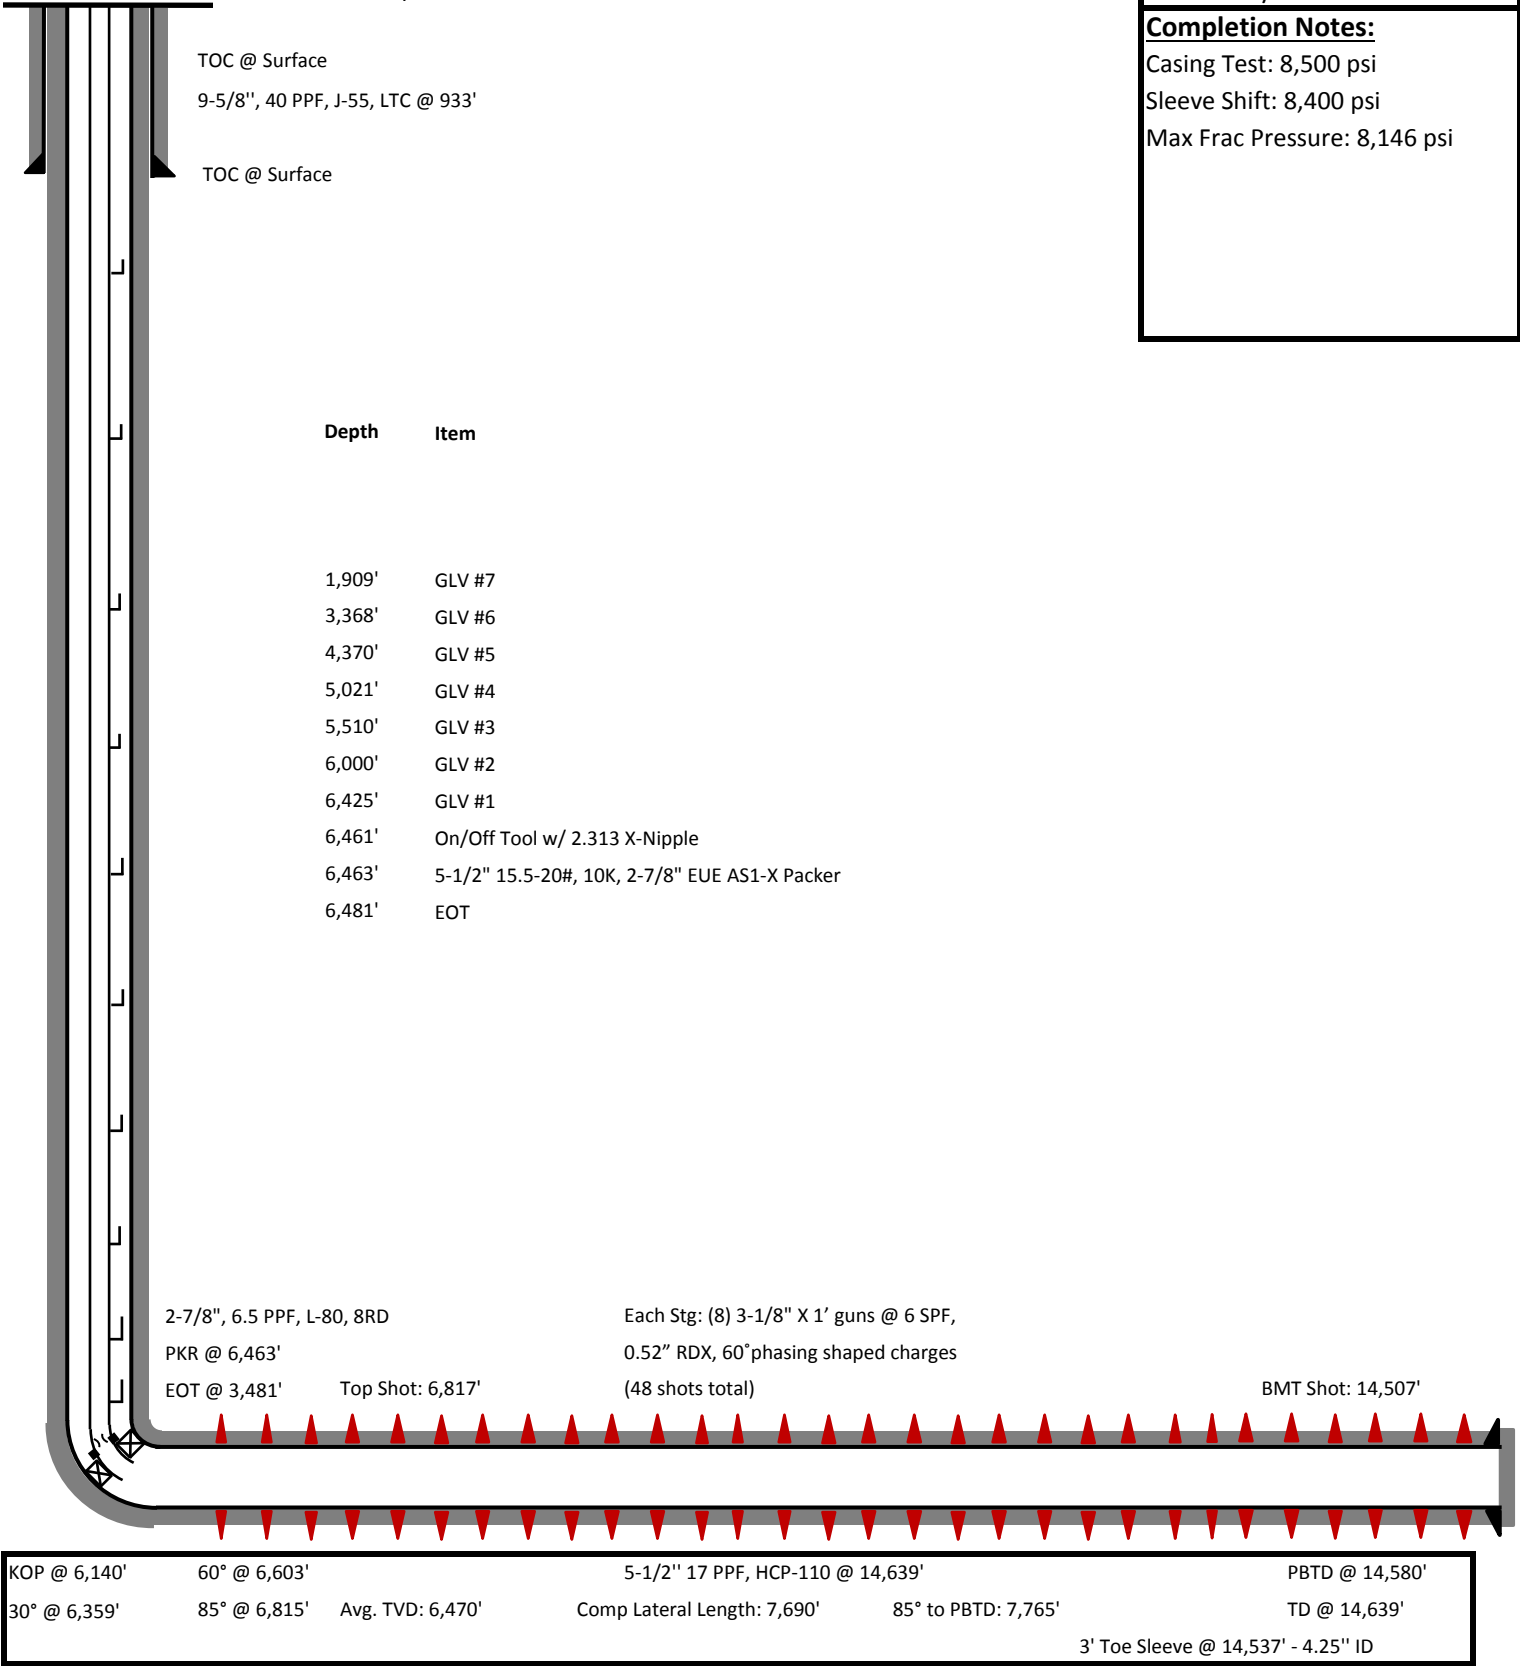 Completion Notes:
Casing Test: 8,500 psi
Sleeve Shift: 8,400 psi
Max Frac Pressure: 8,146 psi
TOC @ Surface
9-5/8'', 40 PPF, J-55, LTC @ 933'
TOC @ Surface
Depth Item
1,909' GLV #7
3,368' GLV #6
4,370' GLV #5
5,021' GLV #4
5,510' GLV #3
6,000' GLV #2
6,425' GLV #1
6,461' On/Off Tool w/ 2.313 X-Nipple
6,463' 5-1/2" 15.5-20#, 10K, 2-7/8" EUE AS1-X Packer
6,481' EOT
2-7/8", 6.5 PPF, L-80, 8RD
PKR @ 6,463'
EOT @ 3,481' Top Shot: 6,817'
Each Stg: (8) 3-1/8" X 1’ guns @ 6 SPF,
0.52” RDX, 60˚phasing shaped charges
(48 shots total)
BMT Shot: 14,507'
KOP @ 6,140' 60° @ 6,603' 5-1/2'' 17 PPF, HCP-110 @ 14,639' PBTD @ 14,580'
30° @ 6,359' 85° @ 6,815' Avg. TVD: 6,470' Comp Lateral Length: 7,690' 85° to PBTD: 7,765' TD @ 14,639'
3' Toe Sleeve @ 14,537' - 4.25'' ID